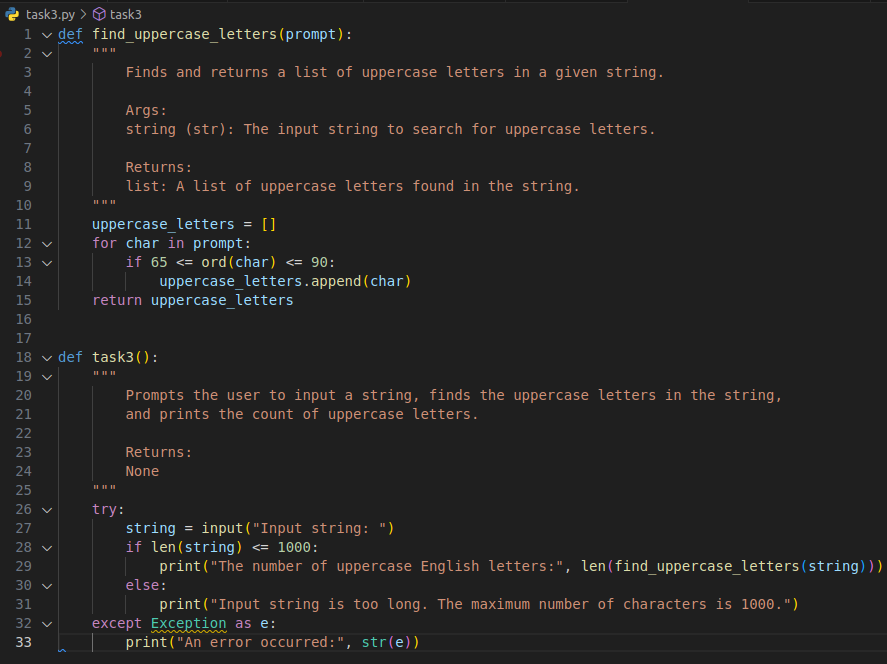 task3.py > task3
1 def find_uppercase_letters(prompt):
2     """
3         Finds and returns a list of uppercase letters in a given string.
4
5         Args:
6         string (str): The input string to search for uppercase letters.
7
8         Returns:
9         list: A list of uppercase letters found in the string.
10     """
11     uppercase_letters = []
12     for char in prompt:
13         if 65 <= ord(char) <= 90:
14             uppercase_letters.append(char)
15     return uppercase_letters
16
17
18 def task3():
19     """
20         Prompts the user to input a string, finds the uppercase letters in the string,
21         and prints the count of uppercase letters.
22
23         Returns:
24         None
25     """
26     try:
27         string = input("Input string: ")
28         if len(string) <= 1000:
29             print("The number of uppercase English letters:", len(find_uppercase_letters(string)))
30         else:
31             print("Input string is too long. The maximum number of characters is 1000.")
32     except Exception as e:
33         print("An error occurred:", str(e))